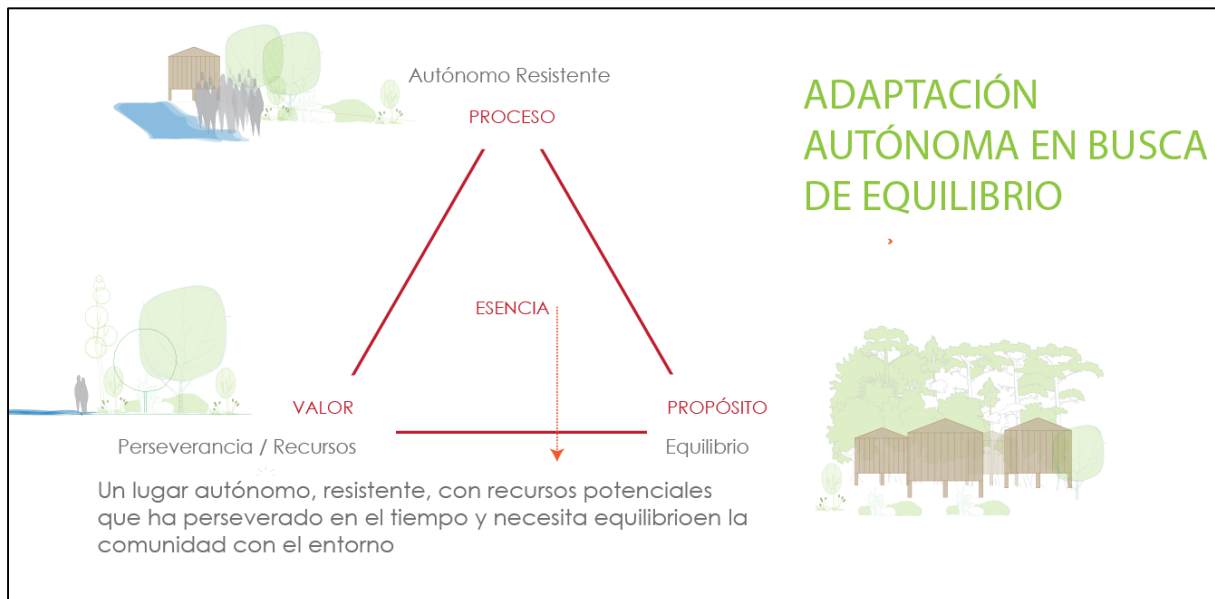 Autónomo Resistente
PROCESO
ADAPTACIÓN
AUTÓNOMA EN BUSCA
DE EQUILIBRIO
ESENCIA
VALOR
PROPÓSITO
Perseverancia / Recursos
Equilibrio
Un lugar autónomo, resistente, con recursos potenciales
que ha perseverado en el tiempo y necesita equilibrioen la
comunidad con el entorno